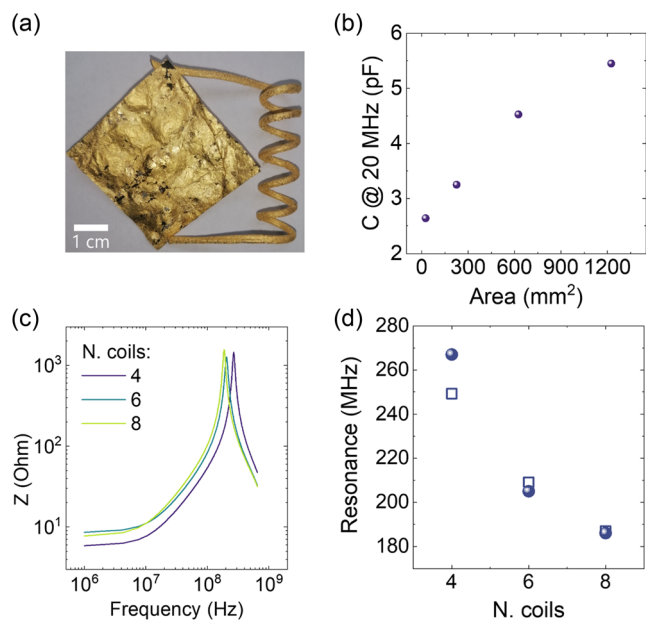 (a)
1 cm
(b)
C @ 20 MHz (pF)
6
5
4
3
2
0 300 600 900 1200
Area (mm²)
(c)
N. coils:
4
6
8
Z (Ohm)
10³
10²
10¹
10⁶ 10⁷ 10⁸ 10⁹
Frequency (Hz)
(d)
Resonance (MHz)
280
260
240
220
200
180
4 6 8
N. coils